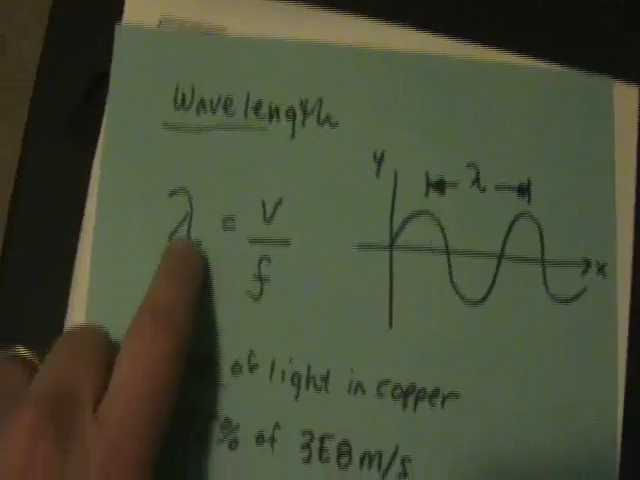 Wavelength
λ = v / f
y
λ
x
of light in copper
% of 3E8 m/s